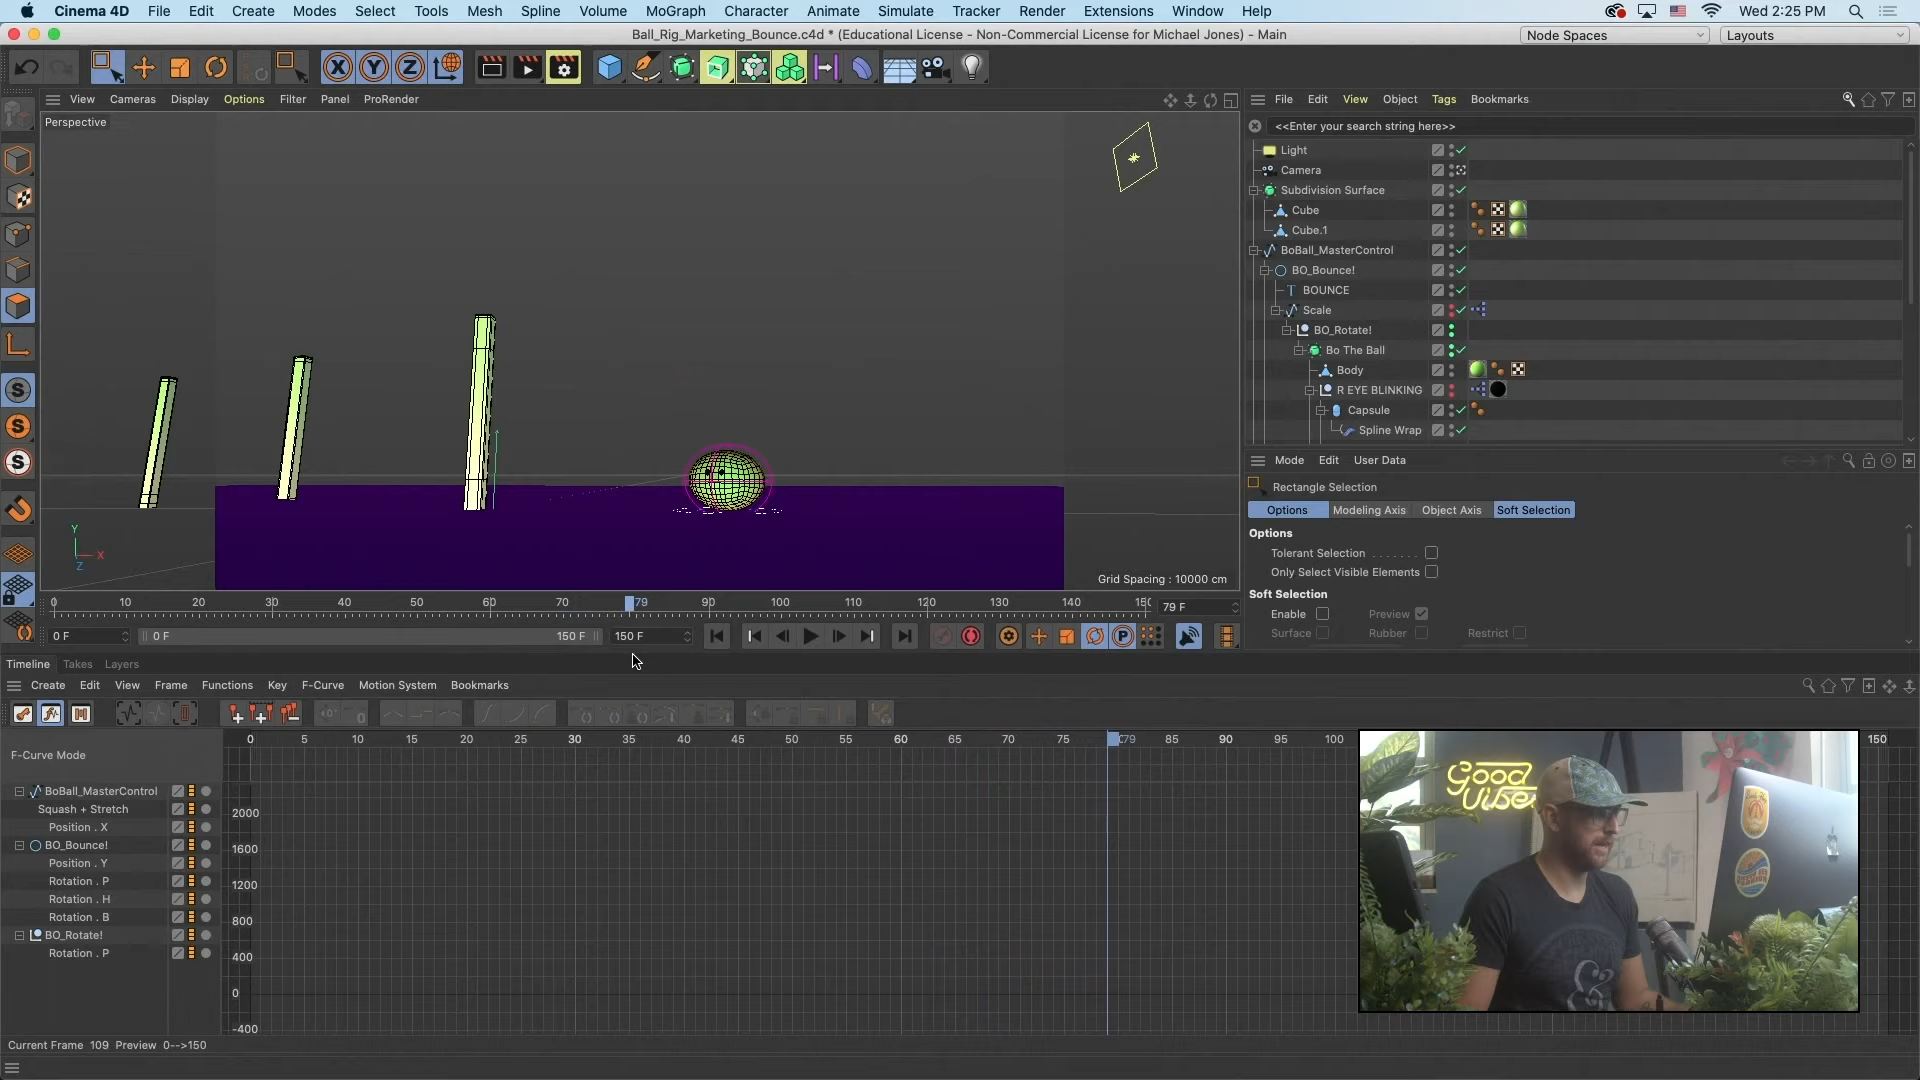 Cinema 4D File Edit Create Modes Select Tools Mesh Spline Volume MoGraph Character Animate Simulate Tracker Render Extensions Window Help Wed 2:25 PM
Ball_Rig_Marketing_Bounce.c4d * (Educational License - Non-Commercial License for Michael Jones) - Main
Node Spaces Layouts
X Y Z
View Cameras Display Options Filter Panel ProRender
File Edit View Object Tags Bookmarks
Perspective
<<Enter your search string here>>
Light
Camera
Subdivision Surface
Cube
Cube.1
BoBall_MasterControl
BO_Bounce!
BOUNCE
Scale
BO_Rotate!
Bo The Ball
Body
R EYE BLINKING
Capsule
Spline Wrap
S
S
S
Y
X
Z
Grid Spacing : 10000 cm
Mode Edit User Data
Rectangle Selection
Options Modeling Axis Object Axis Soft Selection
Options
Tolerant Selection . . . . . . .
Only Select Visible Elements
Soft Selection
Enable Preview
Surface Rubber Restrict
0 10 20 30 40 50 60 70 79 90 100 110 120 130 140 150 79 F
0 F 0 F 150 F 150 F P
Timeline Takes Layers
Create Edit View Frame Functions Key F-Curve Motion System Bookmarks
0 5 10 15 20 25 30 35 40 45 50 55 60 65 70 75 79 85 90 95 100 150
F-Curve Mode
BoBall_MasterControl
Squash + Stretch
Position . X
BO_Bounce!
Position . Y
Rotation . P
Rotation . H
Rotation . B
BO_Rotate!
Rotation . P
2000
1600
1200
800
400
0
-400
Good
Vibes
&
Current Frame 109 Preview 0-->150